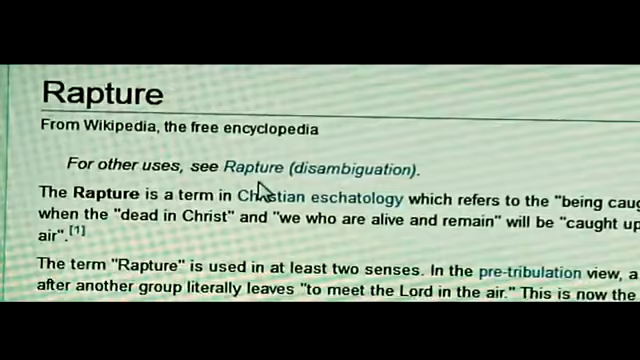 Rapture
From Wikipedia, the free encyclopedia
For other uses, see Rapture (disambiguation).
The Rapture is a term in Christian eschatology which refers to the "being
when the "dead in Christ" and "we who are alive and remain" will be "caught up
air".[1]
The term "Rapture" is used in at least two senses. In the pre-tribulation view, a
after another group literally leaves "to meet the Lord in the air." This is now the